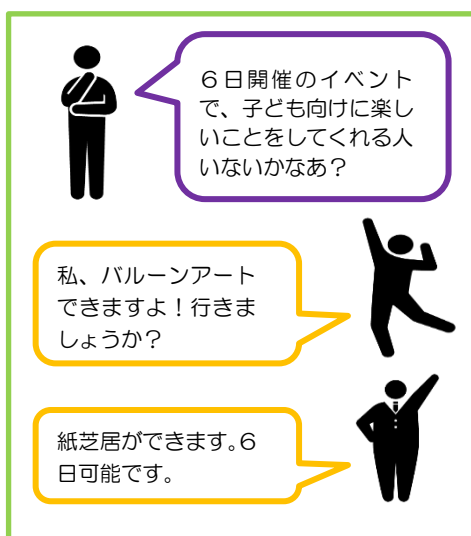 ６日開催のイベント
で、子ども向けに楽し
いことをしてくれる人
いないかなあ？
私、バルーンアート
できますよ！行きま
しょうか？
紙芝居ができます。６
日可能です。